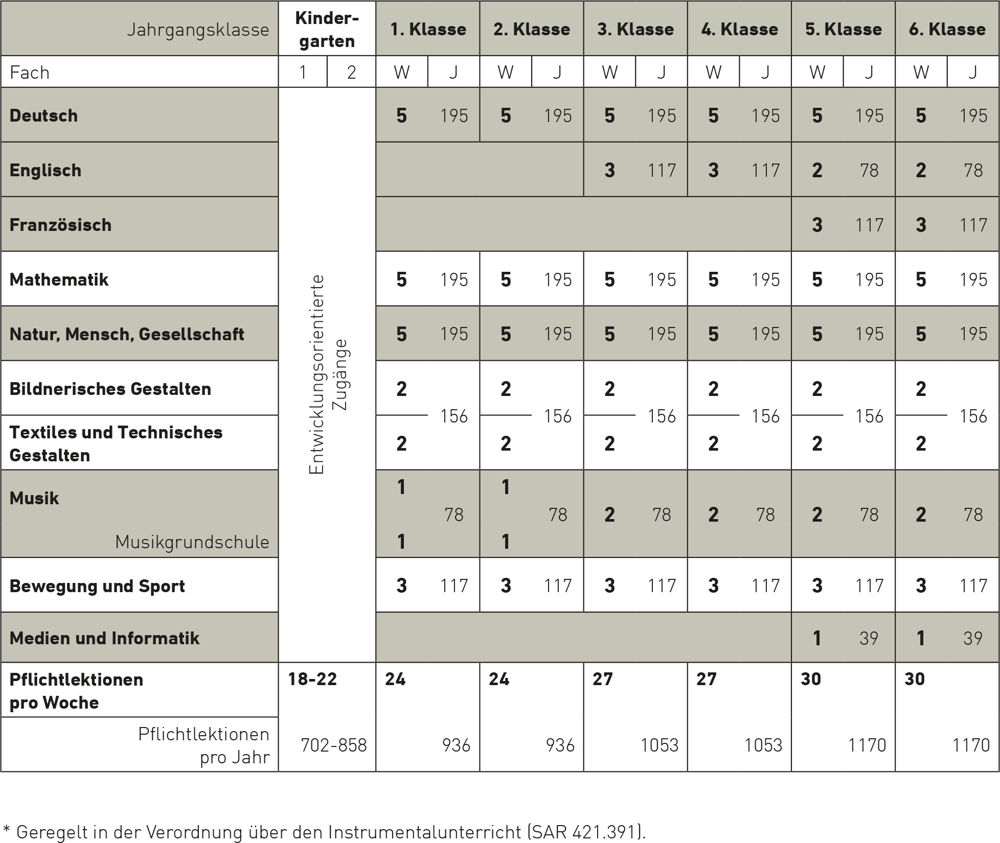 Jahrgangsklasse Kinder-garten 1. Klasse 2. Klasse 3. Klasse 4. Klasse 5. Klasse 6. Klasse
Fach 1 2 W J W J W J W J W J W J
Entwicklungsorientierte
Zugänge
Deutsch 5 195 5 195 5 195 5 195 5 195 5 195
Englisch 3 117 3 117 2 78 2 78
Französisch 3 117 3 117
Mathematik 5 195 5 195 5 195 5 195 5 195 5 195
Natur, Mensch, Gesellschaft 5 195 5 195 5 195 5 195 5 195 5 195
Bildnerisches Gestalten 2 2 2 2 2 2
156 156 156 156 156 156
Textiles und Technisches
Gestalten 2 2 2 2 2 2
Musik 1 1
78 78 2 78 2 78 2 78 2 78
Musikgrundschule 1 1
Bewegung und Sport 3 117 3 117 3 117 3 117 3 117 3 117
Medien und Informatik 1 39 1 39
Pflichtlektionen 18-22 24 24 27 27 30 30
pro Woche
Pflichtlektionen
pro Jahr 702-858 936 936 1053 1053 1170 1170
* Geregelt in der Verordnung über den Instrumentalunterricht (SAR 421.391).